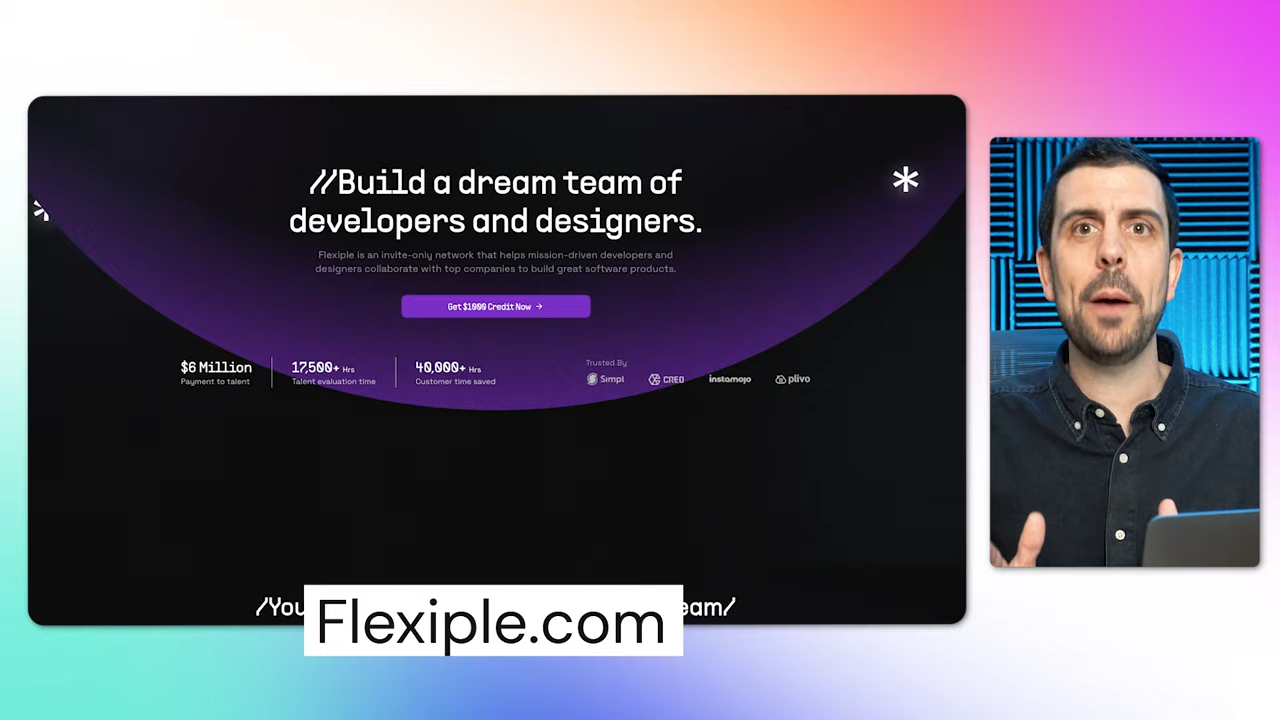 //Build a dream team of
developers and designers.
Flexiple is an invite-only network that helps mission-driven developers and
designers collaborate with top companies to build great software products.
Get $1000 Credit Now →
$6 Million
Payment to talent
17,500+ Hrs
Talent evaluation time
40,000+ Hrs
Customer time saved
Trusted By
Simpl
CRED
instamojo
plivo
/You
eam/
Flexiple.com